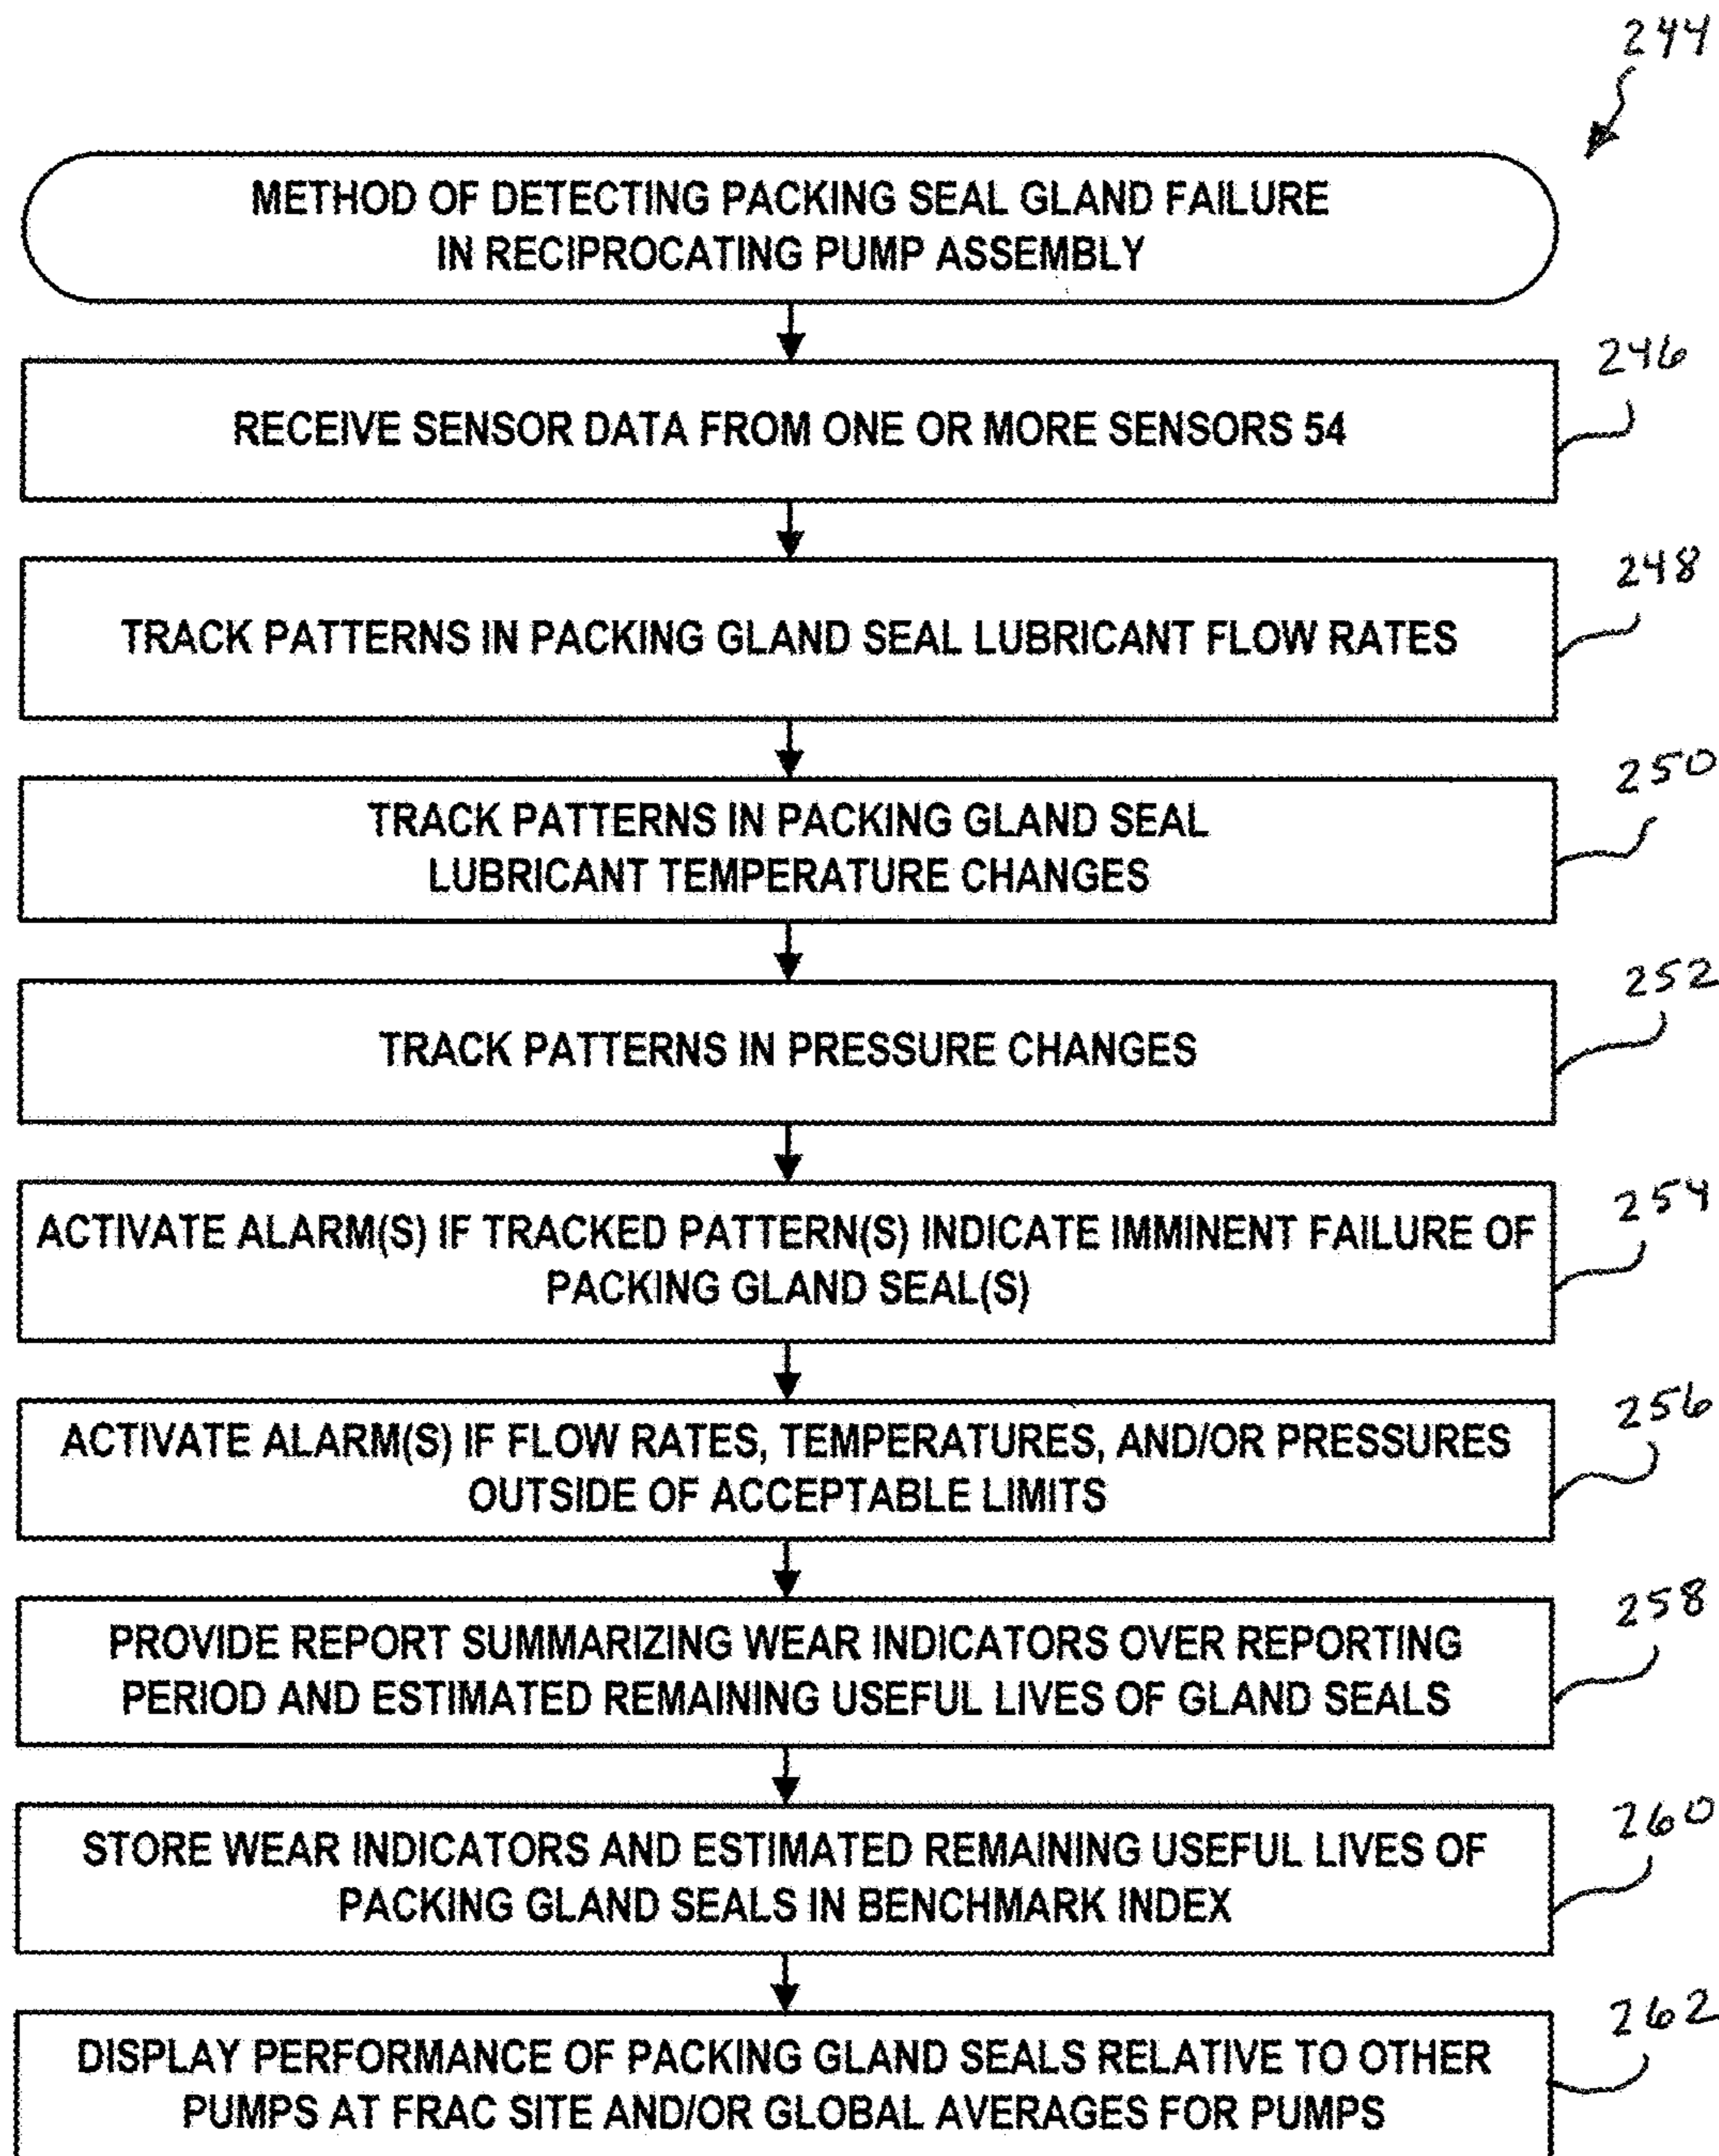 244
METHOD OF DETECTING PACKING SEAL GLAND FAILURE
IN RECIPROCATING PUMP ASSEMBLY
246
RECEIVE SENSOR DATA FROM ONE OR MORE SENSORS 54
248
TRACK PATTERNS IN PACKING GLAND SEAL LUBRICANT FLOW RATES
250
TRACK PATTERNS IN PACKING GLAND SEAL
LUBRICANT TEMPERATURE CHANGES
252
TRACK PATTERNS IN PRESSURE CHANGES
254
ACTIVATE ALARM(S) IF TRACKED PATTERN(S) INDICATE IMMINENT FAILURE OF
PACKING GLAND SEAL(S)
256
ACTIVATE ALARM(S) IF FLOW RATES, TEMPERATURES, AND/OR PRESSURES
OUTSIDE OF ACCEPTABLE LIMITS
258
PROVIDE REPORT SUMMARIZING WEAR INDICATORS OVER REPORTING
PERIOD AND ESTIMATED REMAINING USEFUL LIVES OF GLAND SEALS
260
STORE WEAR INDICATORS AND ESTIMATED REMAINING USEFUL LIVES OF
PACKING GLAND SEALS IN BENCHMARK INDEX
262
DISPLAY PERFORMANCE OF PACKING GLAND SEALS RELATIVE TO OTHER
PUMPS AT FRAC SITE AND/OR GLOBAL AVERAGES FOR PUMPS